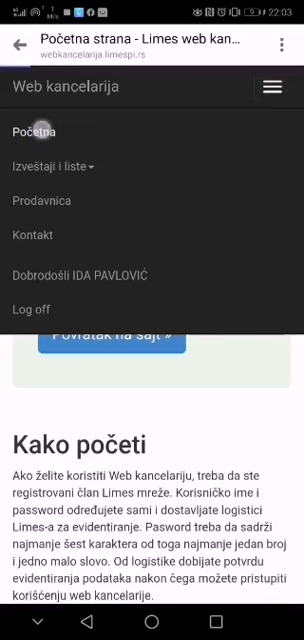 1 M/s
22:03
Početna strana - Limes web kan...
webkancelarija.limespi.rs
Web kancelarija
Početna
Izveštaji i liste
Prodavnica
Kontakt
Dobrodošli IDA PAVLOVIĆ
Log off
Povratak na sajt »
Kako početi
Ako želite koristiti Web kancelariju, treba da ste
registrovani član Limes mreže. Korisničko ime i
password određujete sami i dostavljate logistici
Limes-a za evidentiranje. Pasword treba da sadrži
najmanje šest karaktera od toga najmanje jedan broj
i jedno malo slovo. Od logistike dobijate potvrdu
evidentiranja podataka nakon čega možete pristupiti
korišćenju web kancelarije.